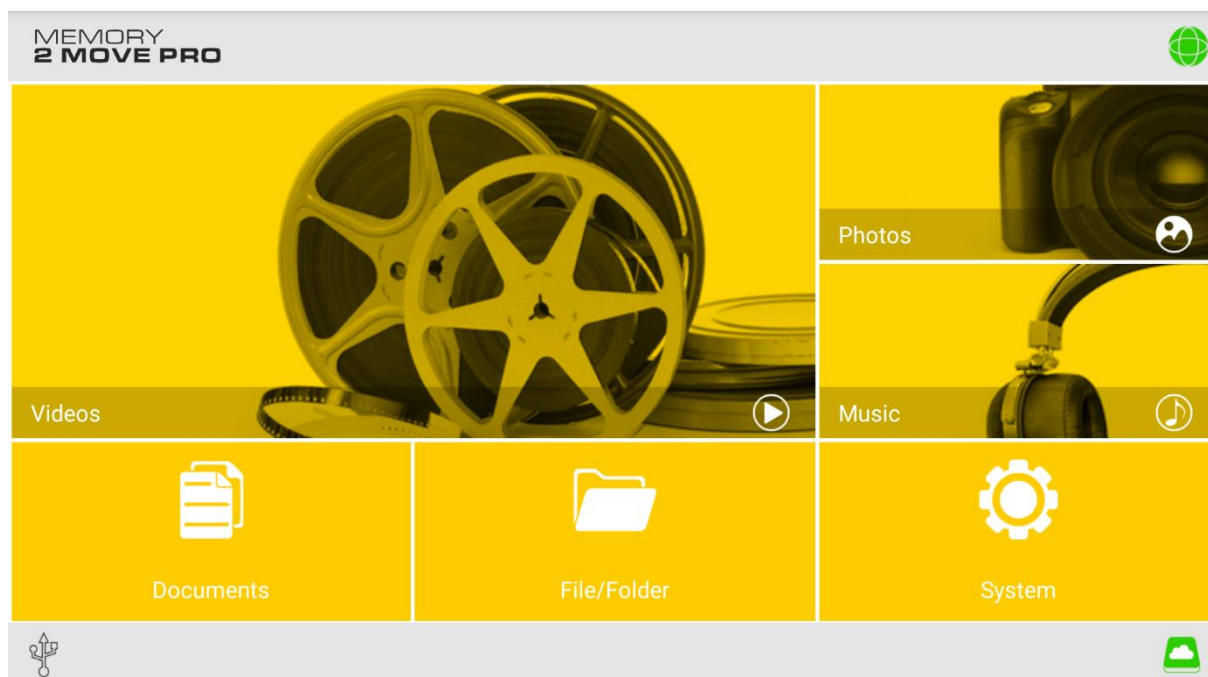 MEMORY
2 MOVE PRO
Photos
Videos
Music
Documents
File/Folder
System